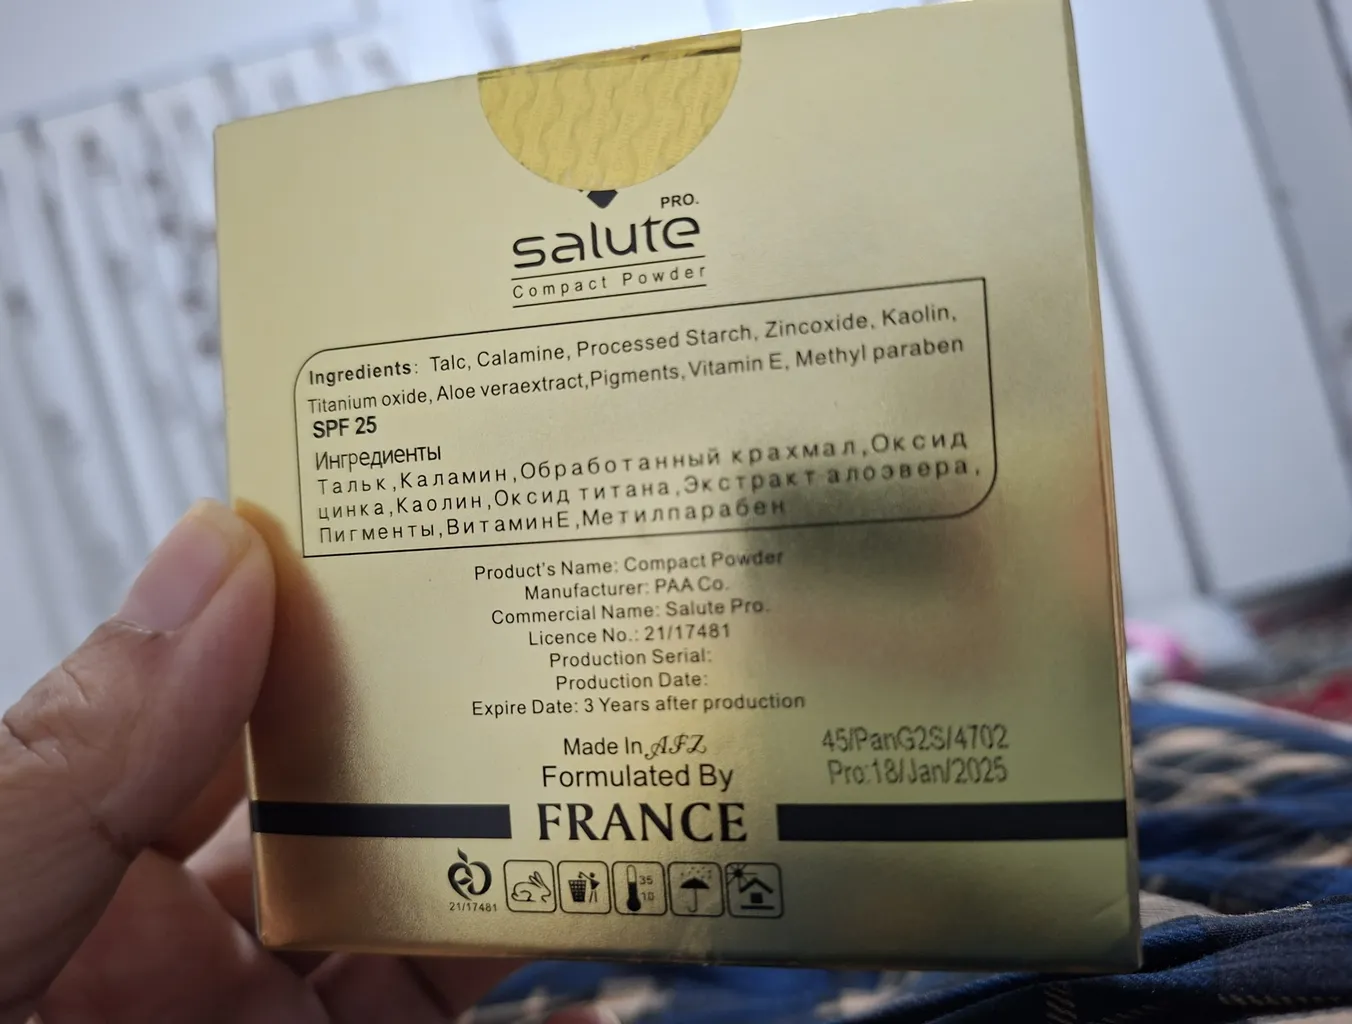 PRO.
salute
Compact Powder
Ingredients: Talc, Calamine, Processed Starch, Zincoxide, Kaolin,
Titanium oxide, Aloe veraextract,Pigments, Vitamin E, Methyl paraben
SPF 25
Ингредиенты
Тальк,Каламин,Обработанный крахмал,Оксид
цинка,Каолин,Оксид титана,Экстракт алоэвера,
Пигменты,ВитаминЕ,Метилпарабен
Product's Name: Compact Powder
Manufacturer: PAA Co.
Commercial Name: Salute Pro.
Licence No.: 21/17481
Production Serial:
Production Date:
Expire Date: 3 Years after production
Made In AFZ
45/PanG2S/4702
Pro:18/Jan/2025
Formulated By
FRANCE
35
10
21/17481